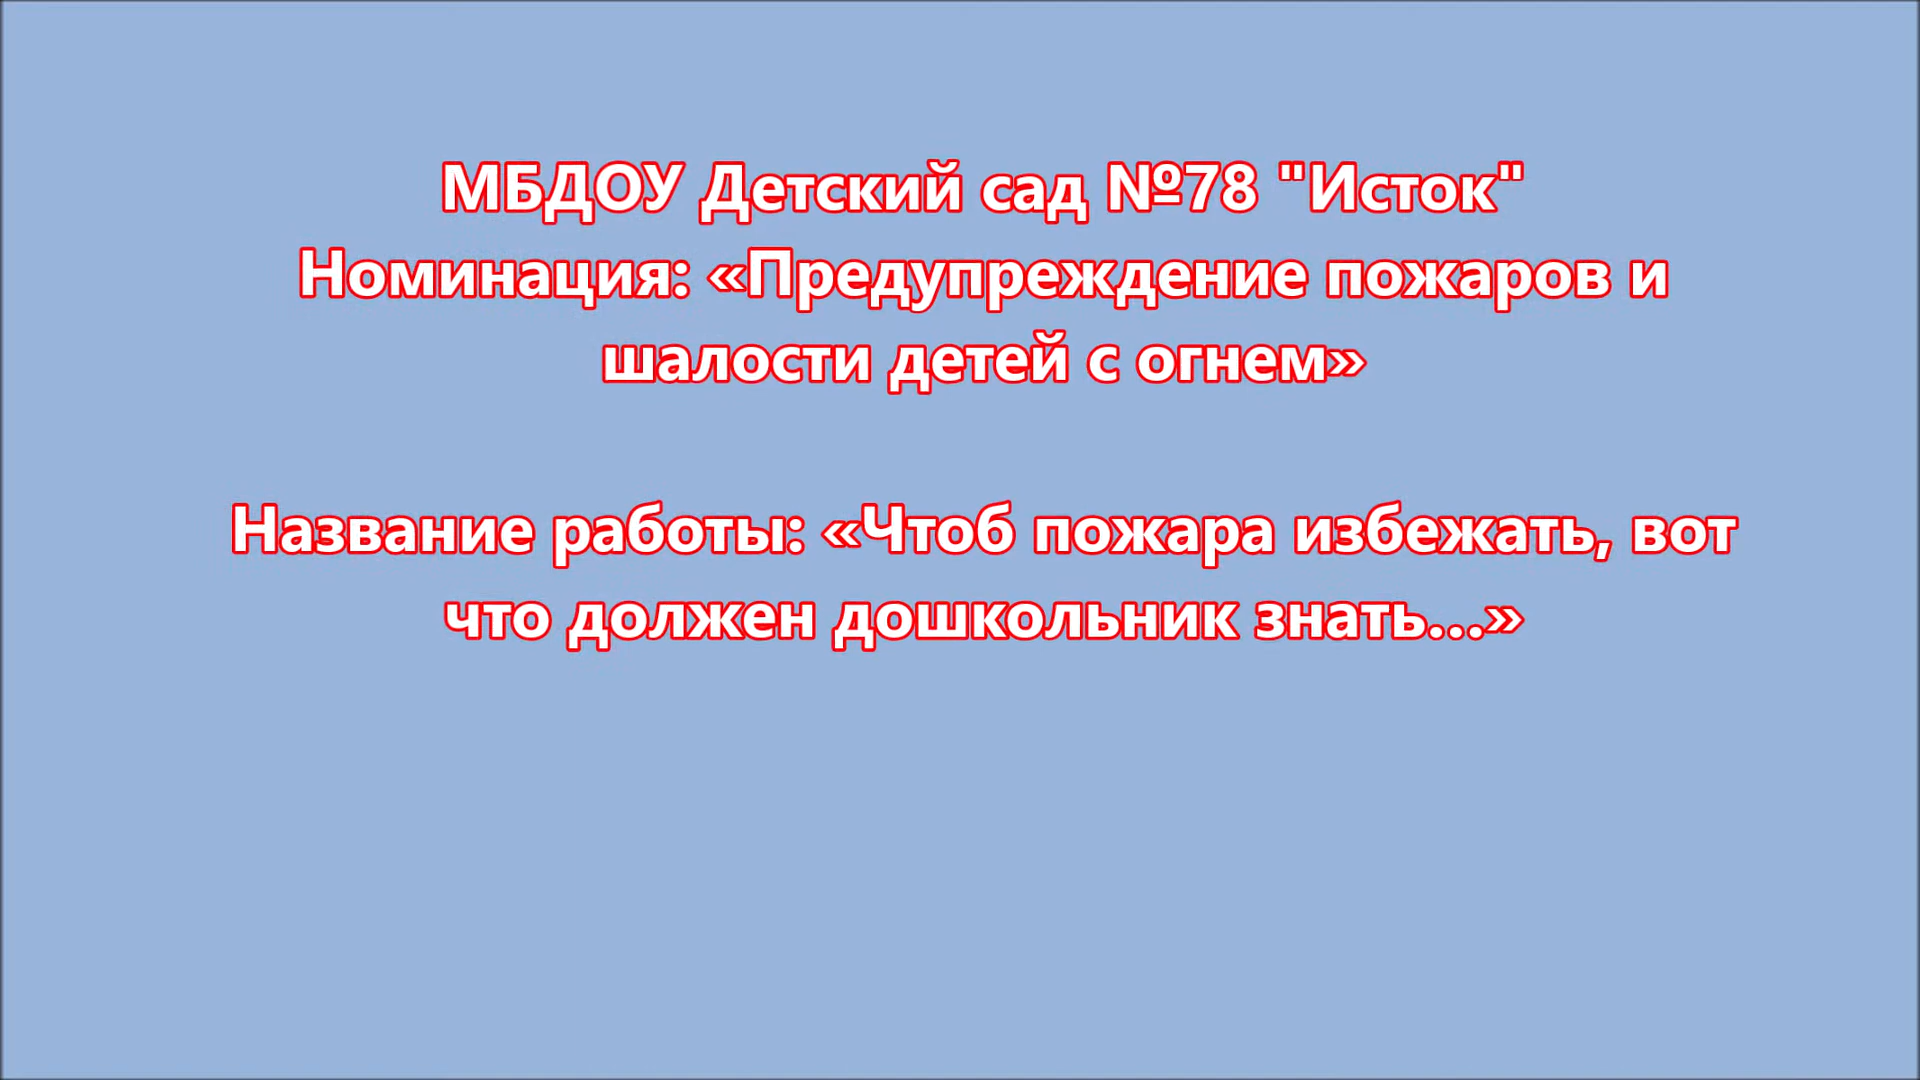 МБДОУ Детский сад №78 "Исток"
Номинация: «Предупреждение пожаров и
шалости детей с огнем»
Название работы: «Чтоб пожара избежать, вот
что должен дошкольник знать...»